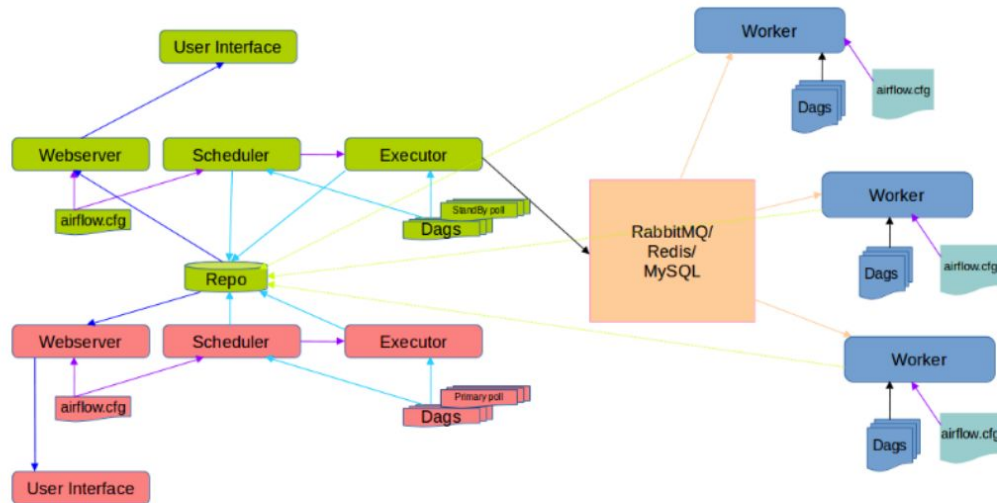 User Interface
Webserver
Scheduler
Executor
airflow.cfg
StandBy poll
Dags
Repo
Webserver
Scheduler
Executor
airflow.cfg
Primary poll
Dags
User Interface
RabbitMQ/
Redis/
MySQL
Worker
Dags
airflow.cfg
Worker
Dags
airflow.cfg
Worker
Dags
airflow.cfg